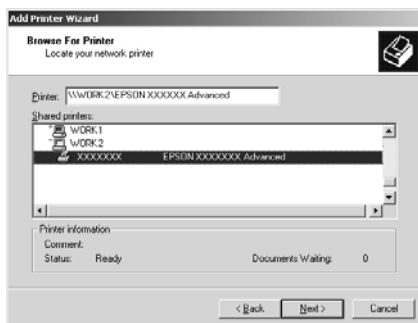 Add Printer Wizard
Browse For Printer
Locate your network printer
Printer: \\WORK2\EPSON XXXXXX Advanced
Shared printers:
WORK1
WORK2
XXXXXXX EPSON XXXXXXX Advanced
Printer information
Comment:
Status: Ready Documents Waiting: 0
< Back Next > Cancel